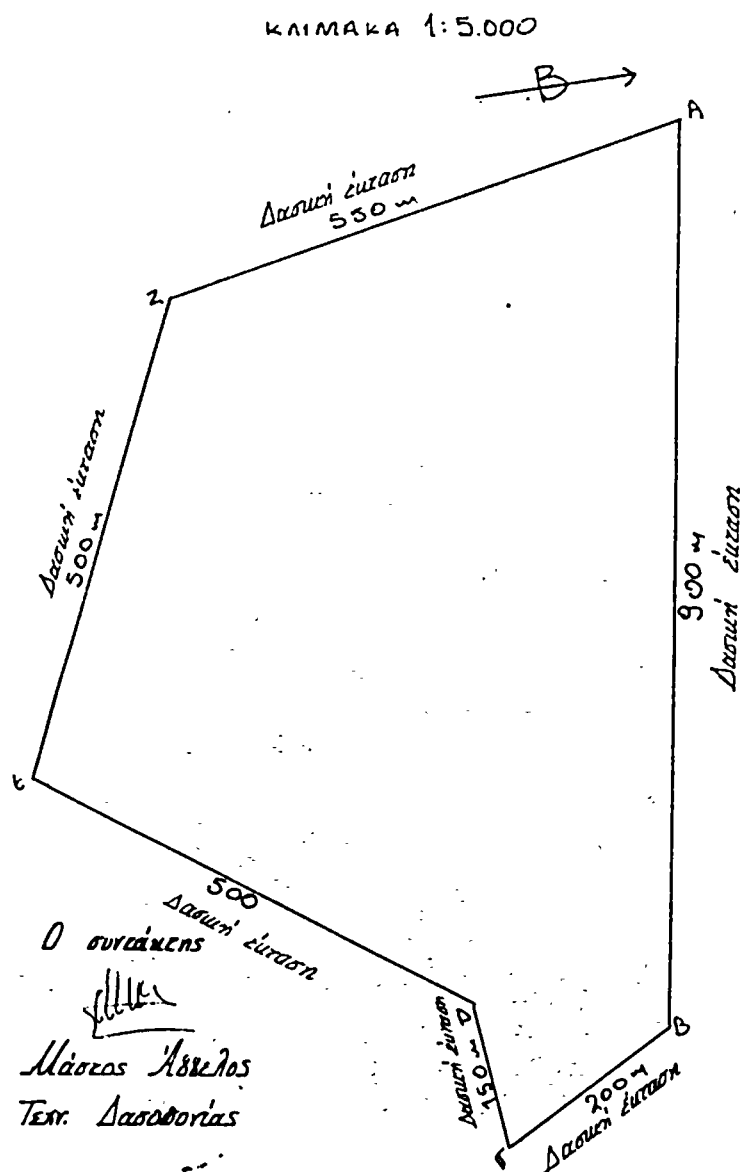 ΚΛΙΜΑΚΑ 1:5.000
Β
Α
Δασική έκταση
550 m
Ζ
Δασική έκταση
500 m
900 m
Δασική έκταση
Ε
500
Δασική έκταση
Ο συντάκτης
Δασική έκταση
150 m
Δ
Β
200 m
Δασική έκταση
Γ
Μάστος Άγγελος
Τεχν. Δασοπονίας